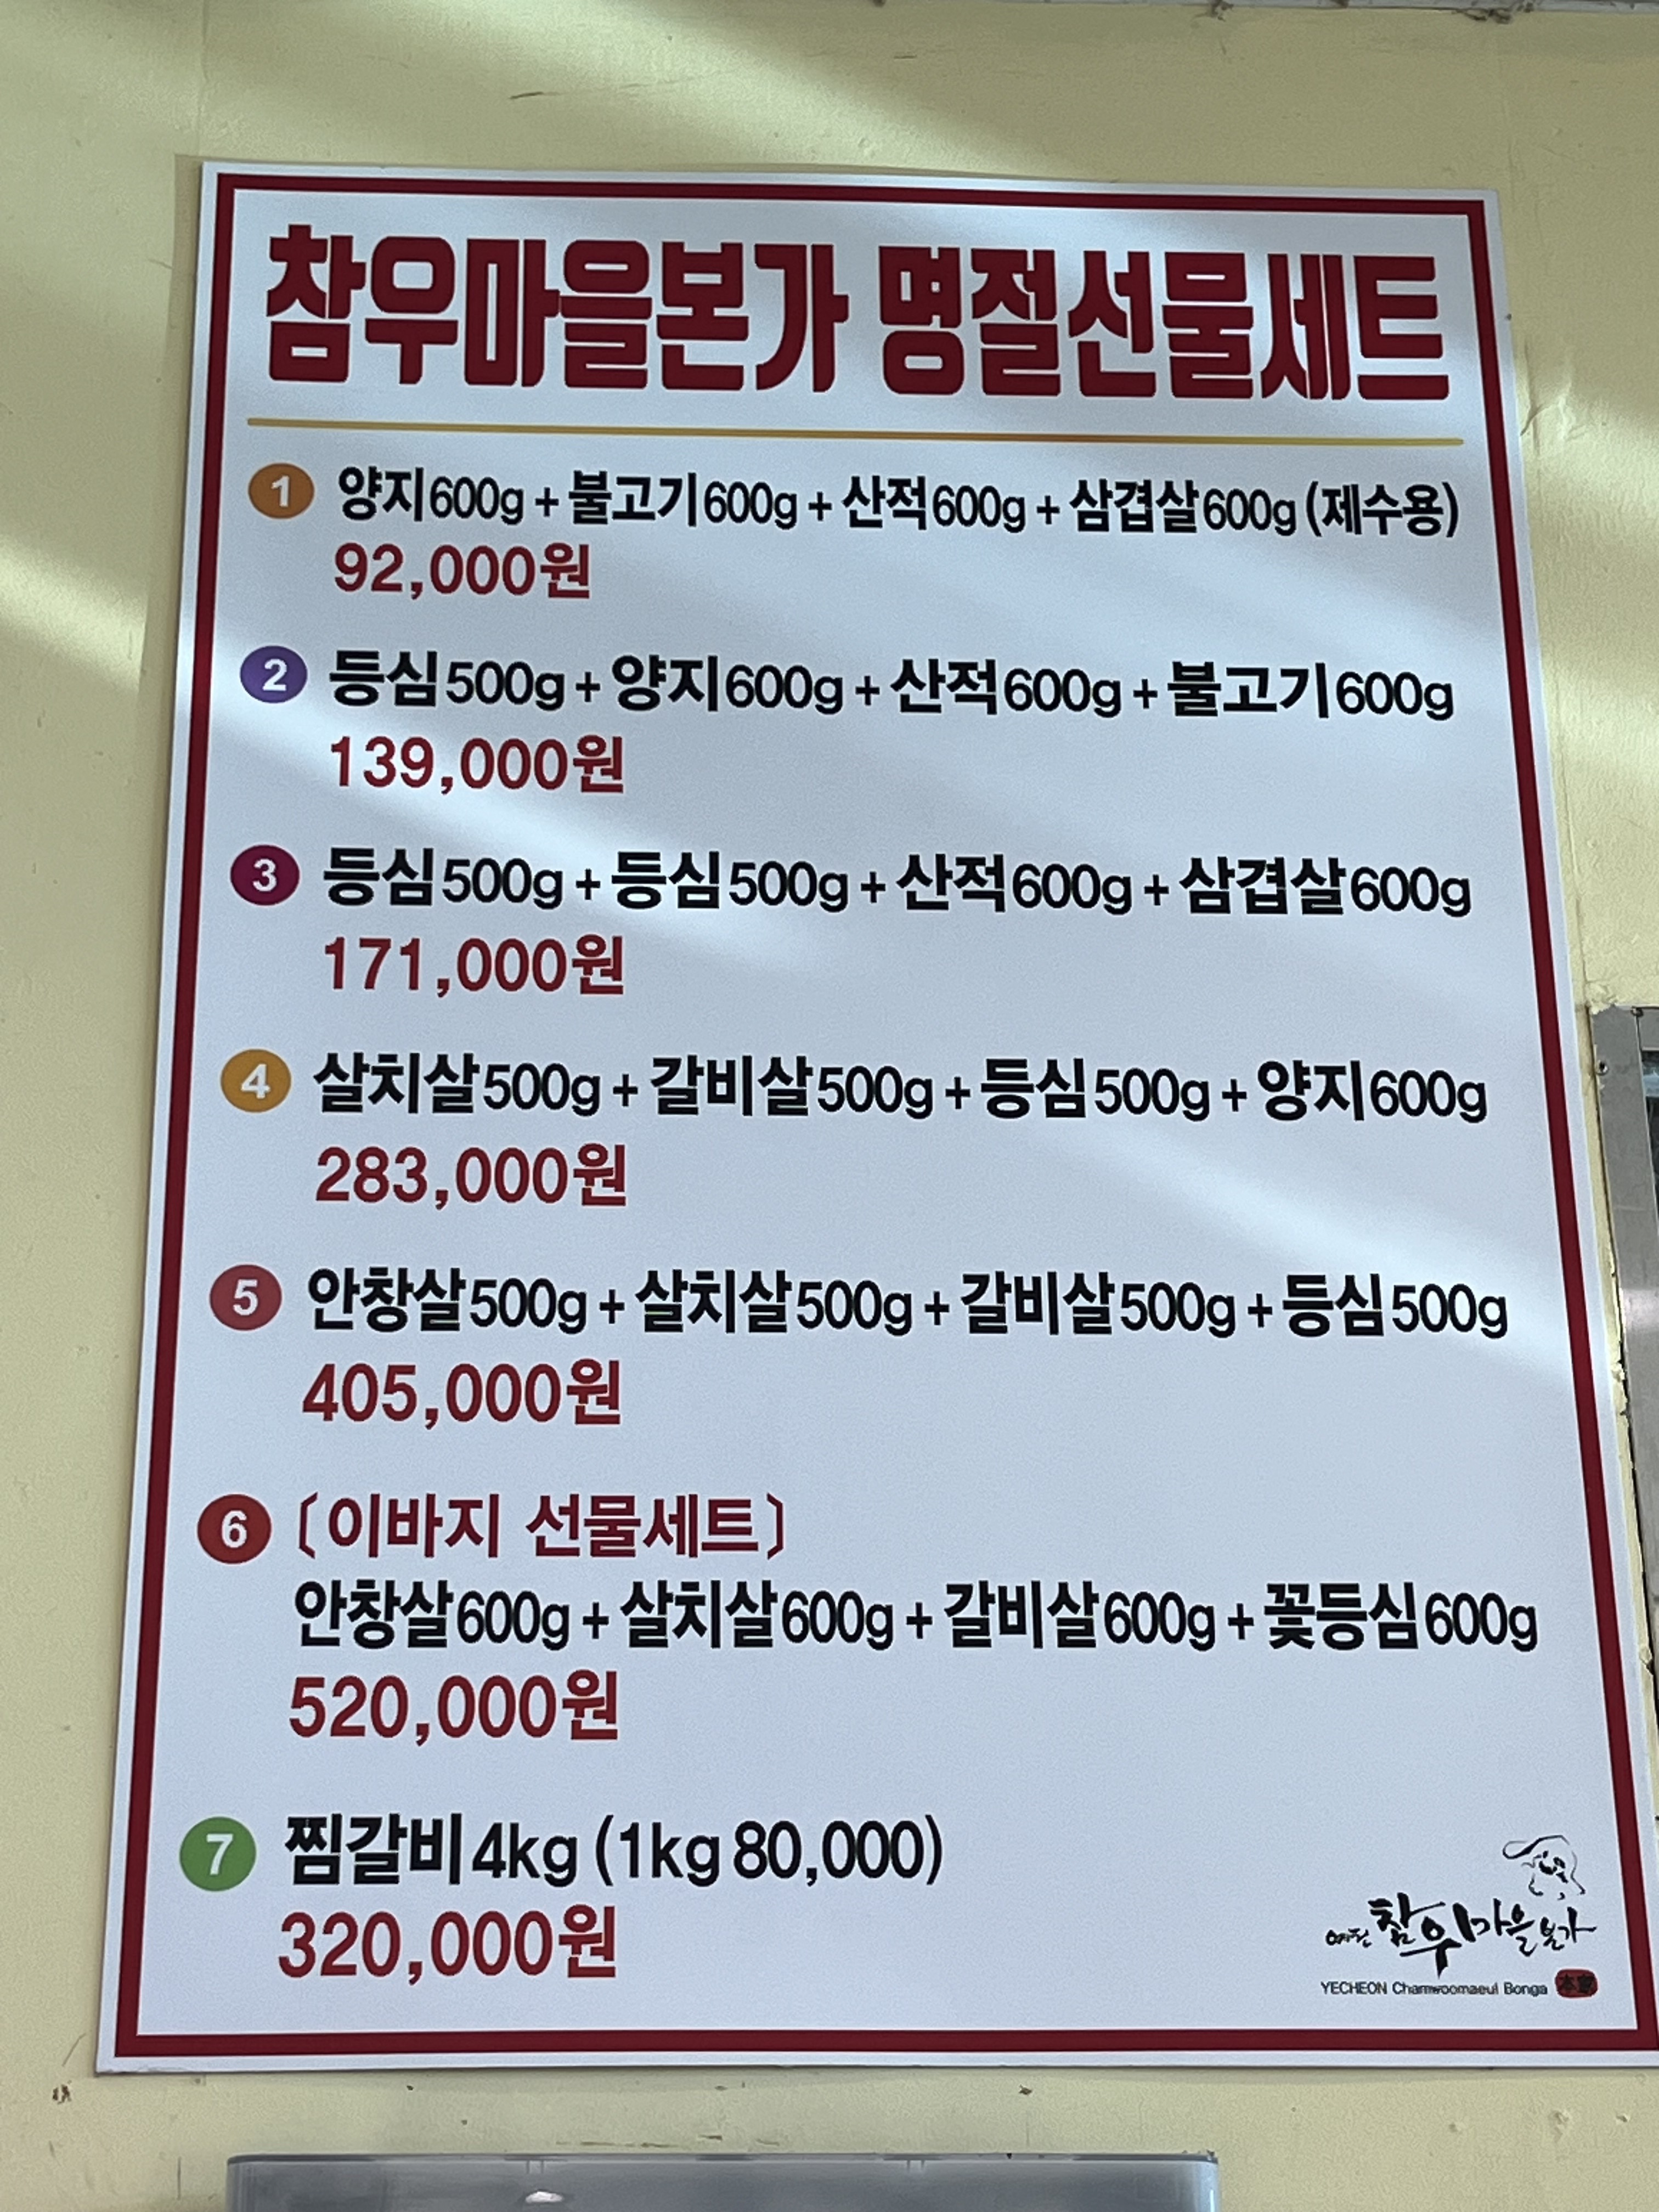 참우마을본가 명절선물세트
1 양지600g+불고기600g+산적600g+삼겹살600g(제수용)
92,000원
2 등심500g+양지600g+산적600g+불고기600g
139,000원
3 등심500g+등심500g+산적600g+삼겹살600g
171,000원
4 살치살500g+갈비살500g+등심500g+양지600g
283,000원
5 안창살500g+살치살500g+갈비살500g+등심500g
405,000원
6 〔이바지 선물세트〕
안창살600g+살치살600g+갈비살600g+꽃등심600g
520,000원
7 찜갈비4kg (1kg 80,000)
320,000원
예천 참우마을본가
YECHEON Chamwoomaeul Bonga 本家